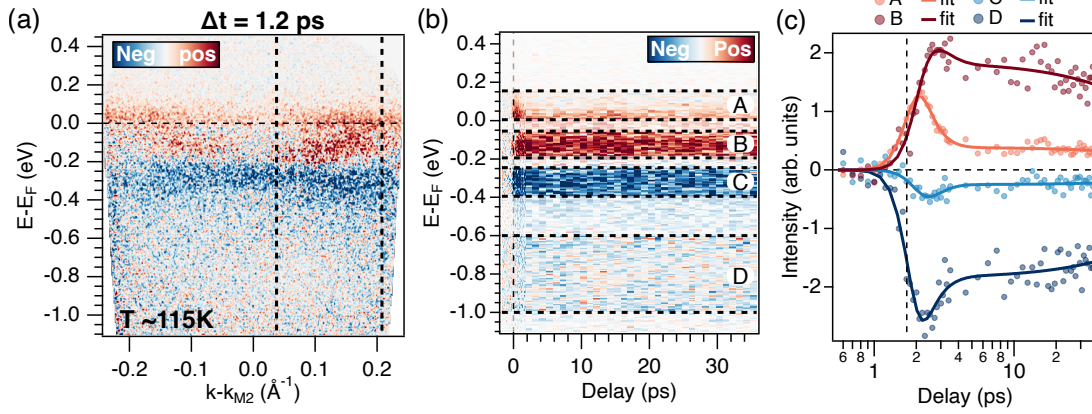 (a)
Δt = 1.2 ps
Neg pos
0.4
0.2
0.0
-0.2
-0.4
-0.6
-0.8
-1.0
E-EF (eV)
T ~115K
-0.2 -0.1 0.0 0.1 0.2
k-kM2 (Å-1)
(b)
Neg Pos
0.4
0.2
0.0
-0.2
-0.4
-0.6
-0.8
-1.0
E-EF (eV)
A
B
C
D
0 10 20 30
Delay (ps)
(c)
A fit C fit
B fit D fit
2
1
0
-1
-2
Intensity (arb. units)
6 8 2 4 6 8 2
1 10
Delay (ps)